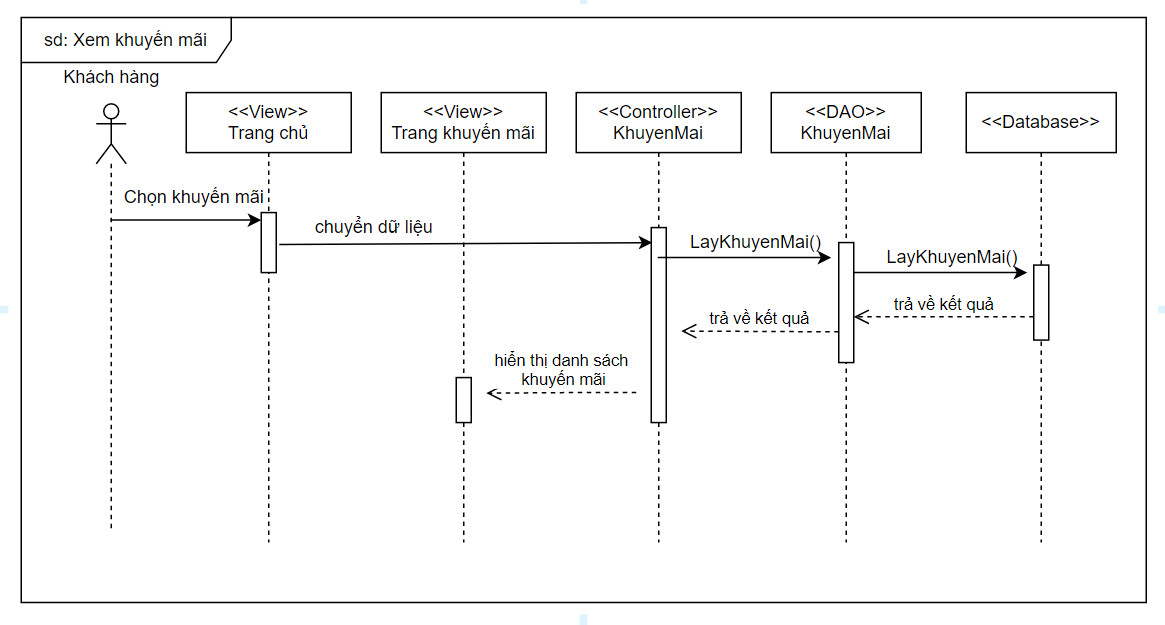 sd: Xem khuyến mãi
Khách hàng
<<View>>
Trang chủ
<<View>>
Trang khuyến mãi
<<Controller>>
KhuyenMai
<<DAO>>
KhuyenMai
<<Database>>
Chọn khuyến mãi
chuyển dữ liệu
LayKhuyenMai()
LayKhuyenMai()
trả về kết quả
trả về kết quả
hiển thị danh sách
khuyến mãi